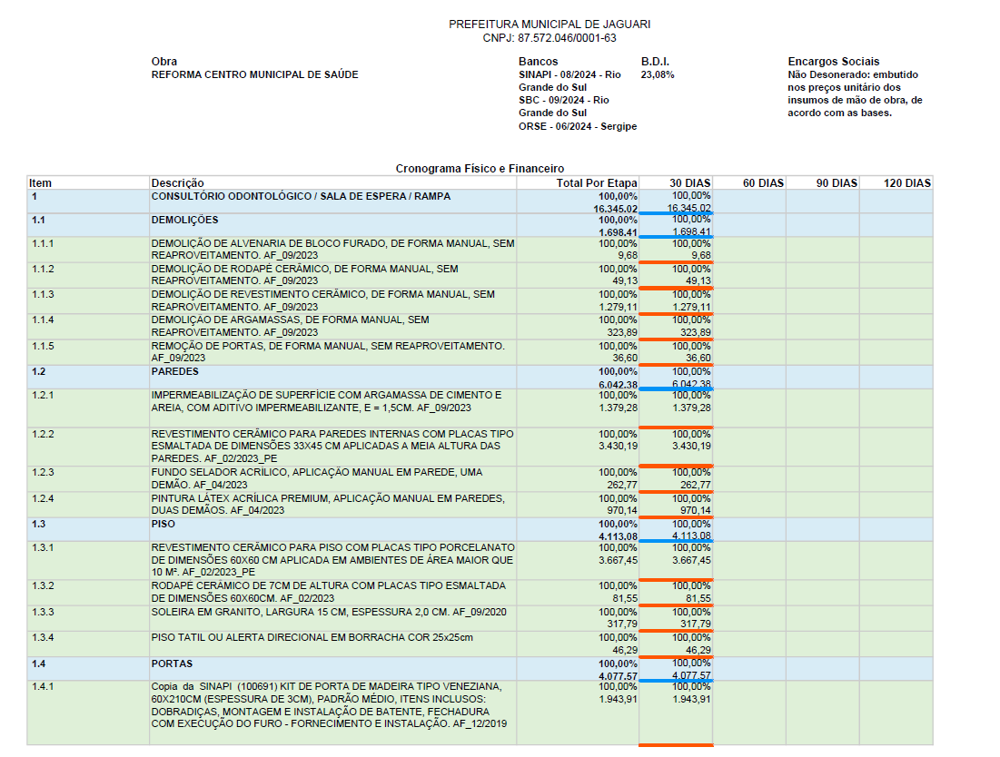 PREFEITURA MUNICIPAL DE JAGUARI
CNPJ: 87.572.046/0001-63
Obra
REFORMA CENTRO MUNICIPAL DE SAÚDE
Bancos
SINAPI - 08/2024 - Rio
Grande do Sul
SBC - 09/2024 - Rio
Grande do Sul
ORSE - 06/2024 - Sergipe
B.D.I.
23,08%
Encargos Sociais
Não Desonerado: embutido
nos preços unitário dos
insumos de mão de obra, de
acordo com as bases.
Cronograma Físico e Financeiro
Item Descrição Total Por Etapa 30 DIAS 60 DIAS 90 DIAS 120 DIAS
1 CONSULTÓRIO ODONTOLÓGICO / SALA DE ESPERA / RAMPA 100,00% 100,00%
16.345,02 16.345,02
1.1 DEMOLIÇÕES 100,00% 100,00%
1.698,41 1.698,41
1.1.1 DEMOLIÇÃO DE ALVENARIA DE BLOCO FURADO, DE FORMA MANUAL, SEM 100,00% 100,00%
REAPROVEITAMENTO. AF_09/2023 9,68 9,68
1.1.2 DEMOLIÇÃO DE RODAPÉ CERÂMICO, DE FORMA MANUAL, SEM 100,00% 100,00%
REAPROVEITAMENTO. AF_09/2023 49,13 49,13
1.1.3 DEMOLIÇÃO DE REVESTIMENTO CERÂMICO, DE FORMA MANUAL, SEM 100,00% 100,00%
REAPROVEITAMENTO. AF_09/2023 1.279,11 1.279,11
1.1.4 DEMOLIÇÃO DE ARGAMASSAS, DE FORMA MANUAL, SEM 100,00% 100,00%
REAPROVEITAMENTO. AF_09/2023 323,89 323,89
1.1.5 REMOÇÃO DE PORTAS, DE FORMA MANUAL, SEM REAPROVEITAMENTO. 100,00% 100,00%
AF_09/2023 36,60 36,60
1.2 PAREDES 100,00% 100,00%
6.042,38 6.042,38
1.2.1 IMPERMEABILIZAÇÃO DE SUPERFÍCIE COM ARGAMASSA DE CIMENTO E 100,00% 100,00%
AREIA, COM ADITIVO IMPERMEABILIZANTE, E = 1,5CM. AF_09/2023 1.379,28 1.379,28
1.2.2 REVESTIMENTO CERÂMICO PARA PAREDES INTERNAS COM PLACAS TIPO 100,00% 100,00%
ESMALTADA DE DIMENSÕES 33X45 CM APLICADAS A MEIA ALTURA DAS 3.430,19 3.430,19
PAREDES. AF_02/2023_PE
1.2.3 FUNDO SELADOR ACRÍLICO, APLICAÇÃO MANUAL EM PAREDE, UMA 100,00% 100,00%
DEMÃO. AF_04/2023 262,77 262,77
1.2.4 PINTURA LÁTEX ACRÍLICA PREMIUM, APLICAÇÃO MANUAL EM PAREDES, 100,00% 100,00%
DUAS DEMÃOS. AF_04/2023 970,14 970,14
1.3 PISO 100,00% 100,00%
4.113,08 4.113,08
1.3.1 REVESTIMENTO CERÂMICO PARA PISO COM PLACAS TIPO PORCELANATO 100,00% 100,00%
DE DIMENSÕES 60X60 CM APLICADA EM AMBIENTES DE ÁREA MAIOR QUE 3.667,45 3.667,45
10 M². AF_02/2023_PE
1.3.2 RODAPÉ CERÂMICO DE 7CM DE ALTURA COM PLACAS TIPO ESMALTADA 100,00% 100,00%
DE DIMENSÕES 60X60CM. AF_02/2023 81,55 81,55
1.3.3 SOLEIRA EM GRANITO, LARGURA 15 CM, ESPESSURA 2,0 CM. AF_09/2020 100,00% 100,00%
317,79 317,79
1.3.4 PISO TATIL OU ALERTA DIRECIONAL EM BORRACHA COR 25x25cm 100,00% 100,00%
46,29 46,29
1.4 PORTAS 100,00% 100,00%
4.077,57 4.077,57
1.4.1 Copia da SINAPI (100691) KIT DE PORTA DE MADEIRA TIPO VENEZIANA, 100,00% 100,00%
60X210CM (ESPESSURA DE 3CM), PADRÃO MÉDIO, ITENS INCLUSOS: 1.943,91 1.943,91
DOBRADIÇAS, MONTAGEM E INSTALAÇÃO DE BATENTE, FECHADURA
COM EXECUÇÃO DO FURO - FORNECIMENTO E INSTALAÇÃO. AF_12/2019